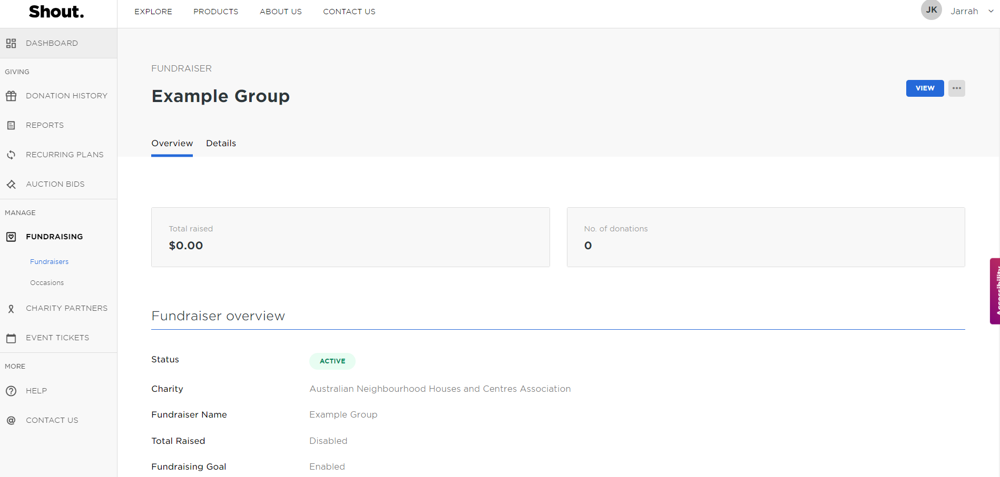 Shout.
EXPLORE PRODUCTS ABOUT US CONTACT US
JK Jarrah
DASHBOARD
GIVING
DONATION HISTORY
REPORTS
RECURRING PLANS
AUCTION BIDS
MANAGE
FUNDRAISING
Fundraisers
Occasions
CHARITY PARTNERS
EVENT TICKETS
MORE
HELP
CONTACT US
FUNDRAISER
Example Group
VIEW
Overview Details
Total raised
$0.00
No. of donations
0
Fundraiser overview
Status ACTIVE
Charity Australian Neighbourhood Houses and Centres Association
Fundraiser Name Example Group
Total Raised Disabled
Fundraising Goal Enabled
Accessibility